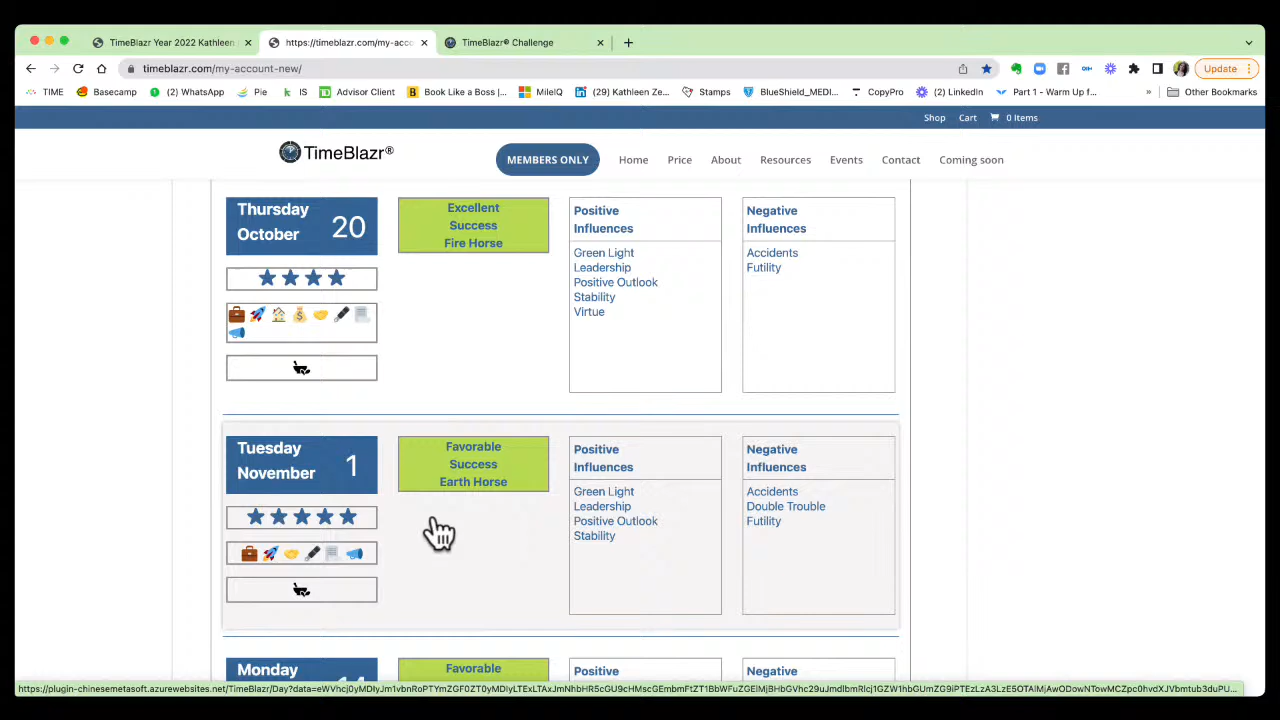 TimeBlazr Year 2022 Kathleen
https://timeblazr.com/my-acco
TimeBlazr® Challenge
timeblazr.com/my-account-new/
Update
TIME
Basecamp
(2) WhatsApp
Pie
IS
Advisor Client
Book Like a Boss |...
MileIQ
(29) Kathleen Ze...
Stamps
BlueShield_MEDI...
CopyPro
(2) LinkedIn
Part 1 - Warm Up f...
»
Other Bookmarks
Shop
Cart
0 Items
TimeBlazr®
MEMBERS ONLY
Home
Price
About
Resources
Events
Contact
Coming soon
Thursday
October
20
Excellent
Success
Fire Horse
Positive
Influences
Green Light
Leadership
Positive Outlook
Stability
Virtue
Negative
Influences
Accidents
Futility
Tuesday
November
1
Favorable
Success
Earth Horse
Positive
Influences
Green Light
Leadership
Positive Outlook
Stability
Negative
Influences
Accidents
Double Trouble
Futility
Monday
Favorable
Positive
Negative